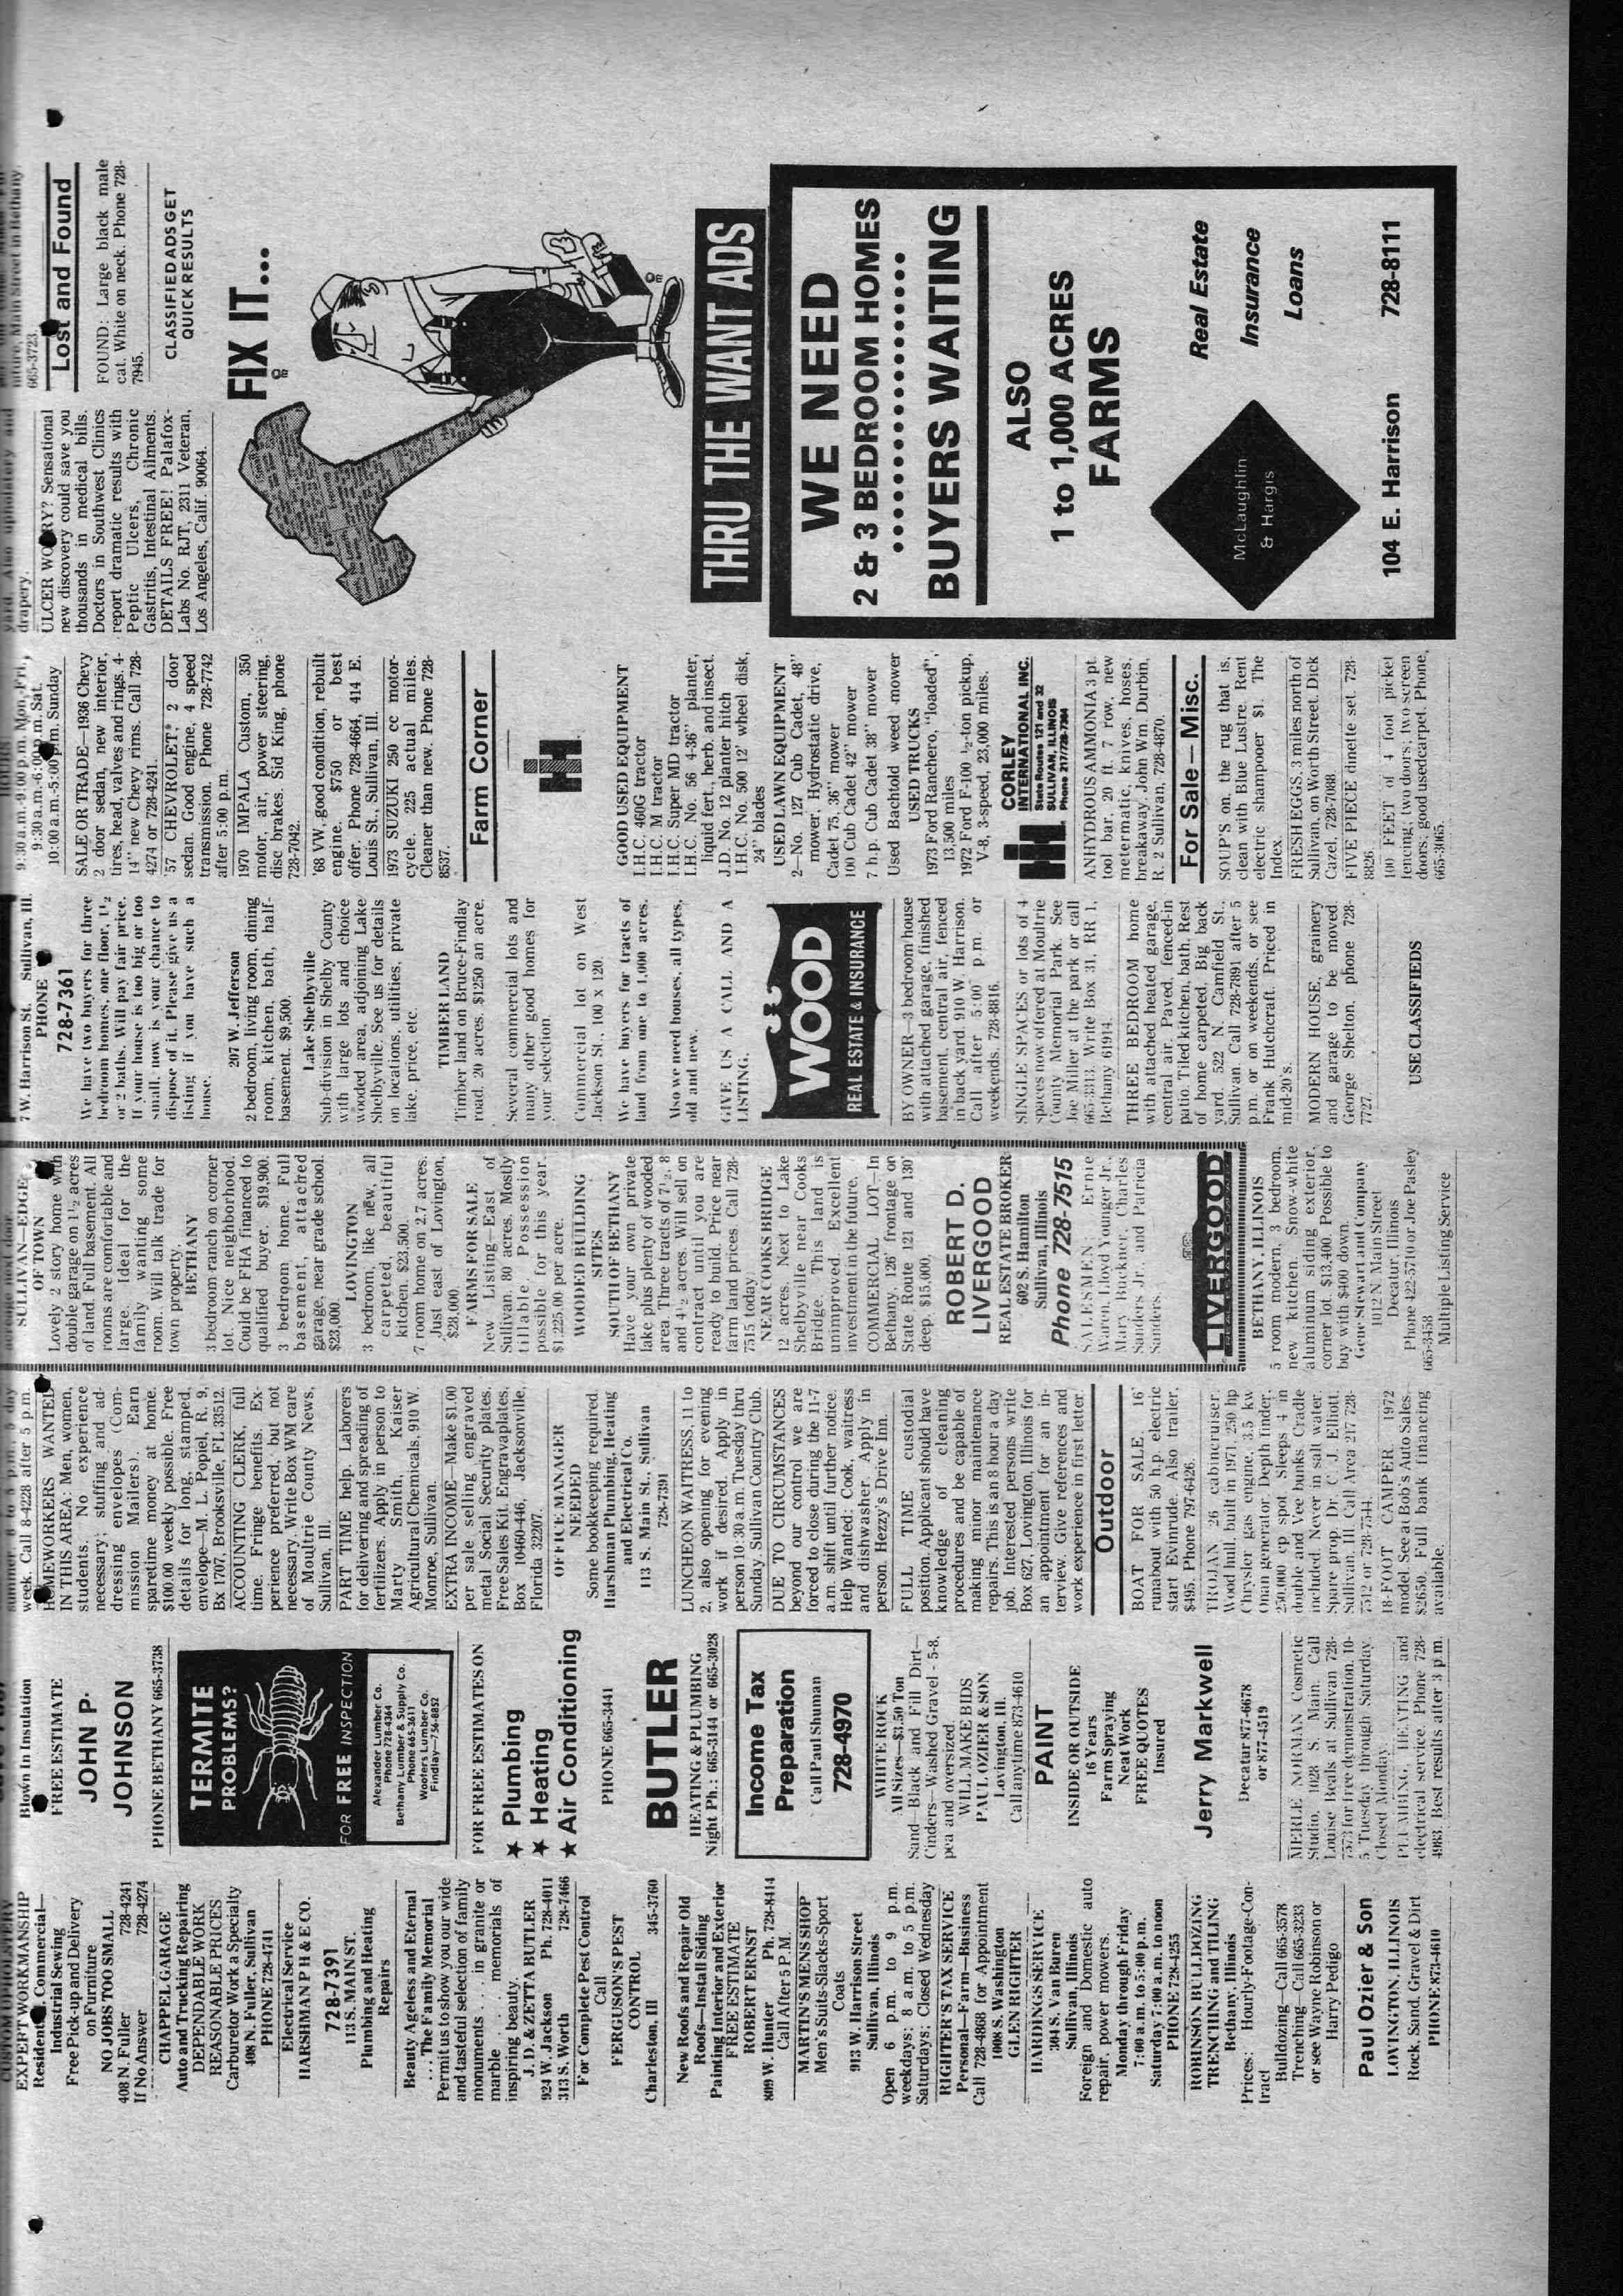 CUSTOM UPHOLSTERY
EXPERT WORKMANSHIP
Commercial—
Industrial Sewing
Free Pick-up and Delivery
on Furniture
NO JOBS TOO SMALL
408 N. Fuller 728-4241
If No Answer 728-4274
CHAPEL GARAGE
Auto and Trucking Repairing
DEPENDABLE WORK
REASONABLE PRICES
Carburetor Work a Specialty
408 N. Fuller, Sullivan
PHONE 728-4741
Electrical Service
HARSHMAN P H & E CO.
728-7391
113 S. MAIN ST.
Plumbing and Heating
Repairs
Beauty Ageless and Eternal
. . . The Family Memorial
Permit us to show you our wide
and tasteful selection of family
monuments . . . in granite or
marble . . . memorials of
inspiring beauty.
J. D. & ZETTA BUTLER
924 W. Jackson Ph. 728-4011
313 S. Worth 728-7466
For Complete Pest Control
Call
FERGUSON'S PEST
CONTROL
Charleston, Ill 345-3760
New Roofs and Repair Old
Roofs—Install Siding
Painting Interior and Exterior
FREE ESTIMATE
ROBERT ERNST
809 W. Hunter Ph. 728-8414
Call After 5 P.M.
MARTIN'S MENS SHOP
Men's Suits-Slacks-Sport
Coats
913 W. Harrison Street
Sullivan, Illinois
Open 6 p.m. to 9 p.m.
weekdays; 8 a.m. to 5 p.m.
Saturdays; Closed Wednesday
RIGHTER'S TAX SERVICE
Personal—Farm—Business
Call 728-4868 for Appointment
1008 S. Washington
GLEN RIGHTER
HARDING SERVICE
304 S. Van Buren
Sullivan, Illinois
Foreign and Domestic auto
repair, power mowers.
Monday through Friday
7:00 a.m. to 5:00 p.m.
Saturday 7:00 a.m. to noon
PHONE 728-4255
ROBINSON BULLDOZING
TRENCHING AND TILING
Bethany, Illinois
Prices: Hourly-Footage-Con-
tract
Bulldozing—Call 665-3578
Trenching—Call 665-3233
or see Wayne Robinson or
Harry Pedigo
Paul Ozier & Son
LOVINGTON, ILLINOIS
Rock, Sand, Gravel & Dirt
PHONE 873-4610
Blown In Insulation
FREE ESTIMATE
JOHN P.
JOHNSON
PHONE BETHANY 665-3738
TERMITE
PROBLEMS?
FOR FREE INSPECTION
Alexander Lumber Co.
Phone 728-4364
Bethany Lumber & Supply Co.
Phone 665-3411
Wooters Lumber Co.
Findlay—756-8852
FOR FREE ESTIMATES ON
★ Plumbing
★ Heating
★ Air Conditioning
PHONE 665-3441
BUTLER
HEATING & PLUMBING
Night Ph.: 665-3144 or 665-3928
Income Tax
Preparation
Call Paul Shuman
728-4970
WHITE ROCK
All Sizes—$3.50 Ton
Sand—Black and Fill Dirt—
Cinders—Washed Gravel - 5-8,
pea and oversized.
WILL MAKE BIDS
PAUL OZIER & SON
Lovington, Ill.
Call anytime 873-4610
PAINT
INSIDE OR OUTSIDE
16 Years
Farm Spraying
Neat Work
FREE QUOTES
Insured
Jerry Markwell
Decatur 877-6678
or 877-4519
MERLE NORMAN Cosmetic
Studio, 1028 S. Main. Call
Louise Beals at Sullivan 728-
7573 for free demonstration. 10-
5 Tuesday through Saturday.
Closed Monday.
PLUMBING, HEATING and
electrical service. Phone 728-
4983. Best results after 3 p.m.
summer, 8 to 5 p.m., 5 day
week. Call 8-4228 after 5 p.m.
HOMEWORKERS WANTED
IN THIS AREA: Men, women,
students. No experience
necessary; stuffing and ad-
dressing envelopes (Com-
mission Mailers). Earn
sparetime money at home.
$100.00 weekly possible. Free
details for long, stamped,
envelope—M. L. Popiel, R. 9,
Bx 1707, Brooksville, FL 33512.
ACCOUNTING CLERK, full
time. Fringe benefits. Ex-
perience preferred, but not
necessary. Write Box WM care
of Moultrie County News,
Sullivan, Ill.
PART TIME help. Laborers
for delivering and spreading of
fertilizers. Apply in person to
Marty Smith, Kaiser
Agricultural Chemicals, 910 W.
Monroe, Sullivan.
EXTRA INCOME—Make $1.00
per sale selling engraved
metal Social Security plates.
Free Sales Kit. Engravaplates,
Box 10460-446, Jacksonville,
Florida 32207.
OFFICE MANAGER
NEEDED
Some bookkeeping required.
Harshman Plumbing, Heating
and Electrical Co.
113 S. Main St., Sullivan
728-7391
LUNCHEON WAITRESS, 11 to
2, also opening for evening
work if desired. Apply in
person 10:30 a.m. Tuesday thru
Sunday. Sullivan Country Club.
DUE TO CIRCUMSTANCES
beyond our control we are
forced to close during the 11-7
a.m. shift until further notice.
Help Wanted: Cook, waitress
and dishwasher. Apply in
person. Hezzy's Drive Inn.
FULL TIME custodial
position. Applicant should have
knowledge of cleaning
procedures and be capable of
making minor maintenance
repairs. This is an 8 hour a day
job. Interested persons write
Box 627, Lovington, Illinois for
an appointment for an in-
terview. Give references and
work experience in first letter.
Outdoor
BOAT FOR SALE, 16'
runabout with 50 h.p. electric
start Evinrude. Also trailer,
$495. Phone 797-6426.
TROJAN 26' cabincruiser.
Wood hull, built in 1971, 250 hp
Chrysler gas engine, 3.5 kw
Onan generator. Depth finder,
250,000 cp spot. Sleeps 4 in
double and Vee bunks. Cradle
included. Never in salt water.
Spare prop. Dr. C. J. Elliott,
Sullivan, Ill. Call Area 217 728-
7512 or 728-7544.
18-FOOT CAMPER 1972
model. See at Bob's Auto Sales.
$2650. Full bank financing
available.
acreage next door.
SULLIVAN—EDGE
OF TOWN
Lovely 2 story home with
double garage on 1½ acres
of land. Full basement. All
rooms are comfortable and
large. Ideal for the
family wanting some
room. Will talk trade for
town property.
BETHANY
3 bedroom ranch on corner
lot. Nice neighborhood.
Could be FHA financed to
qualified buyer. $19,900.
3 bedroom home. Full
basement, attached
garage, near grade school.
$23,000.
LOVINGTON
3 bedroom, like new, all
carpeted, beautiful
kitchen. $23,500.
7 room home on 2.7 acres.
Just east of Lovington,
$28,000.
FARMS FOR SALE
New Listing—East of
Sullivan. 80 acres. Mostly
tillable. Possession
possible for this year.
$1,225.00 per acre.
WOODED BUILDING
SITES
SOUTH OF BETHANY
Have your own private
lake plus plenty of wooded
area. Three tracts of 7½, 8
and 4½ acres. Will sell on
contract until you are
ready to build. Price near
farm land prices. Call 728-
7515 today.
NEAR COOKS BRIDGE
12 acres. Next to Lake
Shelbyville near Cooks
Bridge. This land is
unimproved. Excellent
investment in the future.
COMMERCIAL LOT—In
Bethany. 126' frontage on
State Route 121 and 130'
deep. $15,000.
ROBERT D.
LIVERGOOD
REAL ESTATE BROKER
602 S. Hamilton
Sullivan, Illinois
Phone 728-7515
SALESMEN: Ernie
Waren, Lloyd Younger Jr.,
Mary Buckner, Charles
Sanders Jr., and Patricia
Sanders.
LIVERGOOD
BETHANY, ILLINOIS
5 room modern, 3 bedroom,
new kitchen. Snow-white
aluminum siding exterior,
corner lot. $13,400. Possible to
buy with $400 down.
Gene Stewart and Company
1012 N. Main Street
Decatur, Illinois
Phone 422-5710 or Joe Pasley
665-3458
Multiple Listing Service
7 W. Harrison St. Sullivan, Ill.
PHONE
728-7361
We have two buyers for three
bedroom homes, one floor, 1½
or 2 baths. Will pay fair price.
If your house is too big or too
small, now is your chance to
dispose of it. Please give us a
listing if you have such a
house.
207 W. Jefferson
2 bedroom, living room, dining
room, kitchen, bath, half-
basement. $9,500.
Lake Shelbyville
Sub-division in Shelby County
with large lots and choice
wooded area, adjoining Lake
Shelbyville. See us for details
on locations, utilities, private
lake, price, etc.
TIMBER LAND
Timber land on Bruce-Findlay
road. 20 acres. $1250 an acre.
Several commercial lots and
many other good homes for
your selection.
Commercial lot on West
Jackson St., 100 x 120.
We have buyers for tracts of
land from one to 1,000 acres.
Also we need houses, all types,
old and new.
GIVE US A CALL AND A
LISTING.
WOOD
REAL ESTATE & INSURANCE
BY OWNER—3 bedroom house
with attached garage, finished
basement, central air, fenced
in back yard. 910 W. Harrison.
Call after 5:00 p.m. or
weekends. 728-8816.
SINGLE SPACES or lots of 4
spaces now offered at Moultrie
County Memorial Park. See
Joe Miller at the park or call
665-3313. Write Box 31, RR 1,
Bethany 61914.
THREE BEDROOM home
with attached heated garage,
central air. Paved, fenced-in
patio. Tiled kitchen, bath. Rest
of home carpeted. Big back
yard. 522 N. Camfield St.,
Sullivan. Call 728-7891 after 5
p.m. or on weekends, or see
Frank Hutchcraft. Priced in
mid-20's.
MODERN HOUSE, grainery
and garage to be moved.
George Shelton, phone 728-
7727.
USE CLASSIFIEDS
HOURS
9:30 a.m.-9:00 p.m. Mon., Fri.,
9:30 a.m.-6:00 p.m. Sat.
10:00 a.m.-5:00 p.m. Sunday
SALE OR TRADE—1936 Chevy
2 door sedan, new interior,
tires, head, valves and rings. 4-
14" new Chevy rims. Call 728-
4274 or 728-4241.
'57 CHEVROLET, 2 door
sedan. Good engine, 4 speed
transmission. Phone 728-7742
after 5:00 p.m.
1970 IMPALA Custom, 350
motor, air, power steering,
disc brakes. Sid King, phone
728-7042.
'68 VW, good condition, rebuilt
engine. $750 or best
offer. Phone 728-4664, 414 E.
Louis St., Sullivan, Ill.
1973 SUZUKI 250 cc motor-
cycle. 225 actual miles.
Cleaner than new. Phone 728-
8537.
Farm Corner
GOOD USED EQUIPMENT
I.H.C. 460G tractor
I.H.C. M tractor
I.H.C. Super MD tractor
I.H.C. No. 56 4-36" planter,
liquid fert., herb. and insect.
J.D. No. 12 planter hitch
I.H.C. No. 500 12' wheel disk,
24" blades
USED LAWN EQUIPMENT
2—No. 127 Cub Cadet, 48"
mower, Hydrostatic drive,
Cadet 75, 36" mower
100 Cub Cadet 42" mower
7 h.p. Cub Cadet 38" mower
Used Bachtold weed mower
USED TRUCKS
1973 Ford Ranchero, "loaded",
13,500 miles
1972 Ford F-100 ½-ton pickup,
V-8, 3-speed, 23,000 miles.
CORLEY
INTERNATIONAL INC.
State Routes 121 and 32
SULLIVAN, ILLINOIS
Phone 217/728-7364
ANHYDROUS AMMONIA 3 pt.
tool bar, 20 ft. 7 row, new
metermatic, knives, hoses,
breakaway. John Wm. Durbin,
R. 2 Sullivan, 728-4870.
For Sale—Misc.
SOUP'S on, the rug that is,
clean with Blue Lustre. Rent
electric shampooer $1. The
Index.
FRESH EGGS, 3 miles north of
Sullivan, on Worth Street. Dick
Cazel. 728-7088.
FIVE PIECE dinette set. 728-
8826.
100 FEET of 4 foot picket
fencing; two doors; two screen
doors; good used carpet. Phone,
665-3065.
yard. Also upholstery and
drapery.
ULCER WORRY? Sensational
new discovery could save you
thousands in medical bills.
Doctors in Southwest Clinics
report dramatic results with
Peptic Ulcers, Chronic
Gastritis, Intestinal Ailments.
DETAILS FREE! Palafox-
Labs No. RJT, 2311 Veteran,
Los Angeles, Calif. 90064.
niture, Main Street in Bethany.
665-3723.
Lost and Found
FOUND: Large black male
cat. White on neck. Phone 728-
7945.
CLASSIFIED ADS GET
QUICK RESULTS
FIX IT...
THRU THE WANT ADS
WE NEED
2 & 3 BEDROOM HOMES
BUYERS WAITING
ALSO
1 to 1,000 ACRES
FARMS
McLaughlin
& Hargis
Real Estate
Insurance
Loans
104 E. Harrison 728-8111